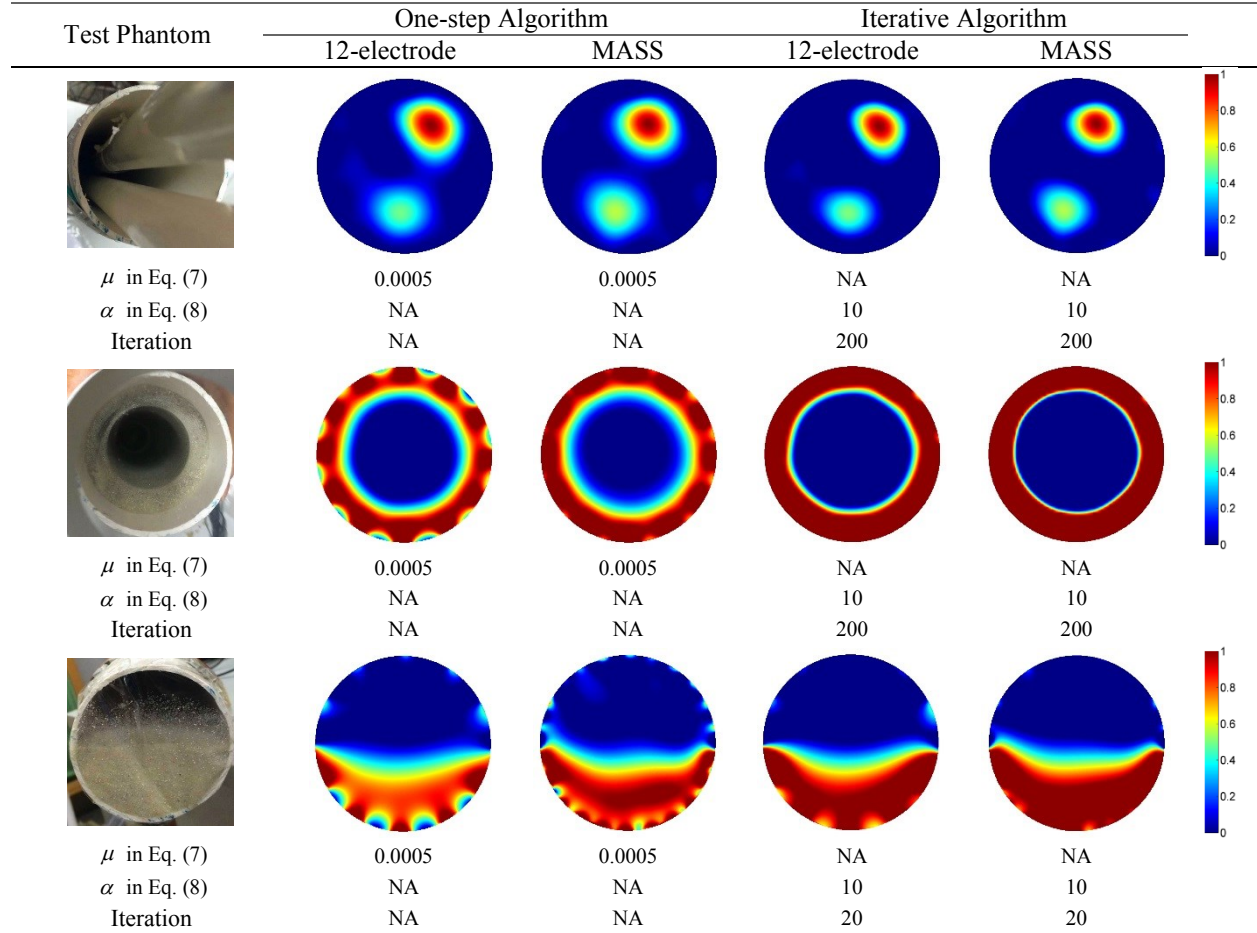 Test Phantom One-step Algorithm Iterative Algorithm
12-electrode MASS 12-electrode MASS
1
0.8
0.6
0.4
0.2
0
μ in Eq. (7) 0.0005 0.0005 NA NA
α in Eq. (8) NA NA 10 10
Iteration NA NA 200 200
1
0.8
0.6
0.4
0.2
0
μ in Eq. (7) 0.0005 0.0005 NA NA
α in Eq. (8) NA NA 10 10
Iteration NA NA 200 200
1
0.8
0.6
0.4
0.2
0
μ in Eq. (7) 0.0005 0.0005 NA NA
α in Eq. (8) NA NA 10 10
Iteration NA NA 20 20